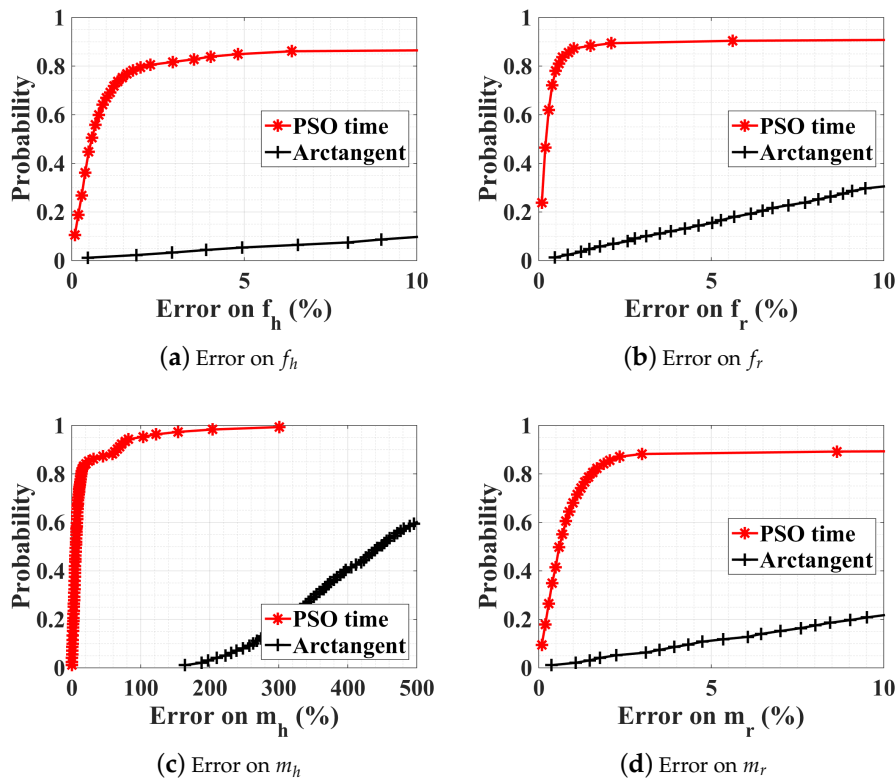 1
0.8
0.6
0.4
0.2
0
Probability
PSO time
Arctangent
0 5 10
Error on f_h (%)
(a) Error on f_h
1
0.8
0.6
0.4
0.2
0
Probability
PSO time
Arctangent
0 5 10
Error on f_r (%)
(b) Error on f_r
1
0.8
0.6
0.4
0.2
0
Probability
PSO time
Arctangent
0 100 200 300 400 500
Error on m_h (%)
(c) Error on m_h
1
0.8
0.6
0.4
0.2
0
Probability
PSO time
Arctangent
0 5 10
Error on m_r (%)
(d) Error on m_r